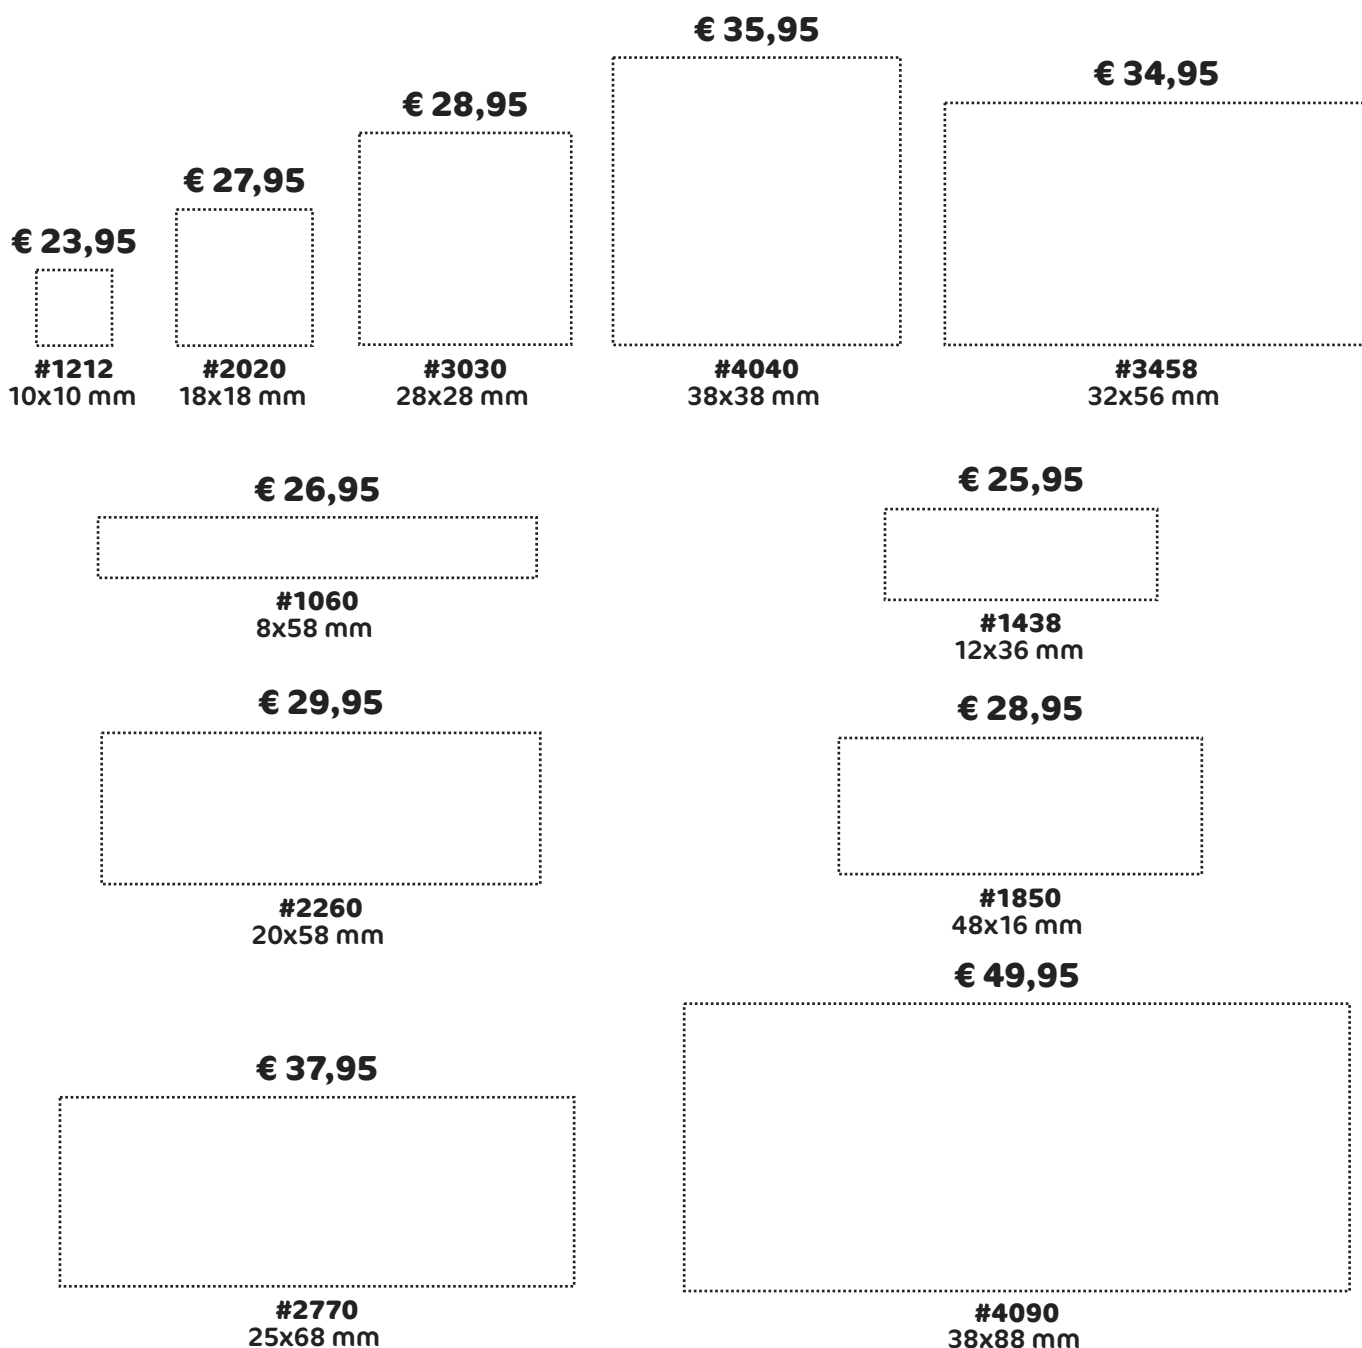 € 23,95
#1212
10x10 mm
€ 27,95
#2020
18x18 mm
€ 28,95
#3030
28x28 mm
€ 35,95
#4040
38x38 mm
€ 34,95
#3458
32x56 mm
€ 26,95
#1060
8x58 mm
€ 25,95
#1438
12x36 mm
€ 29,95
#2260
20x58 mm
€ 28,95
#1850
48x16 mm
€ 37,95
#2770
25x68 mm
€ 49,95
#4090
38x88 mm